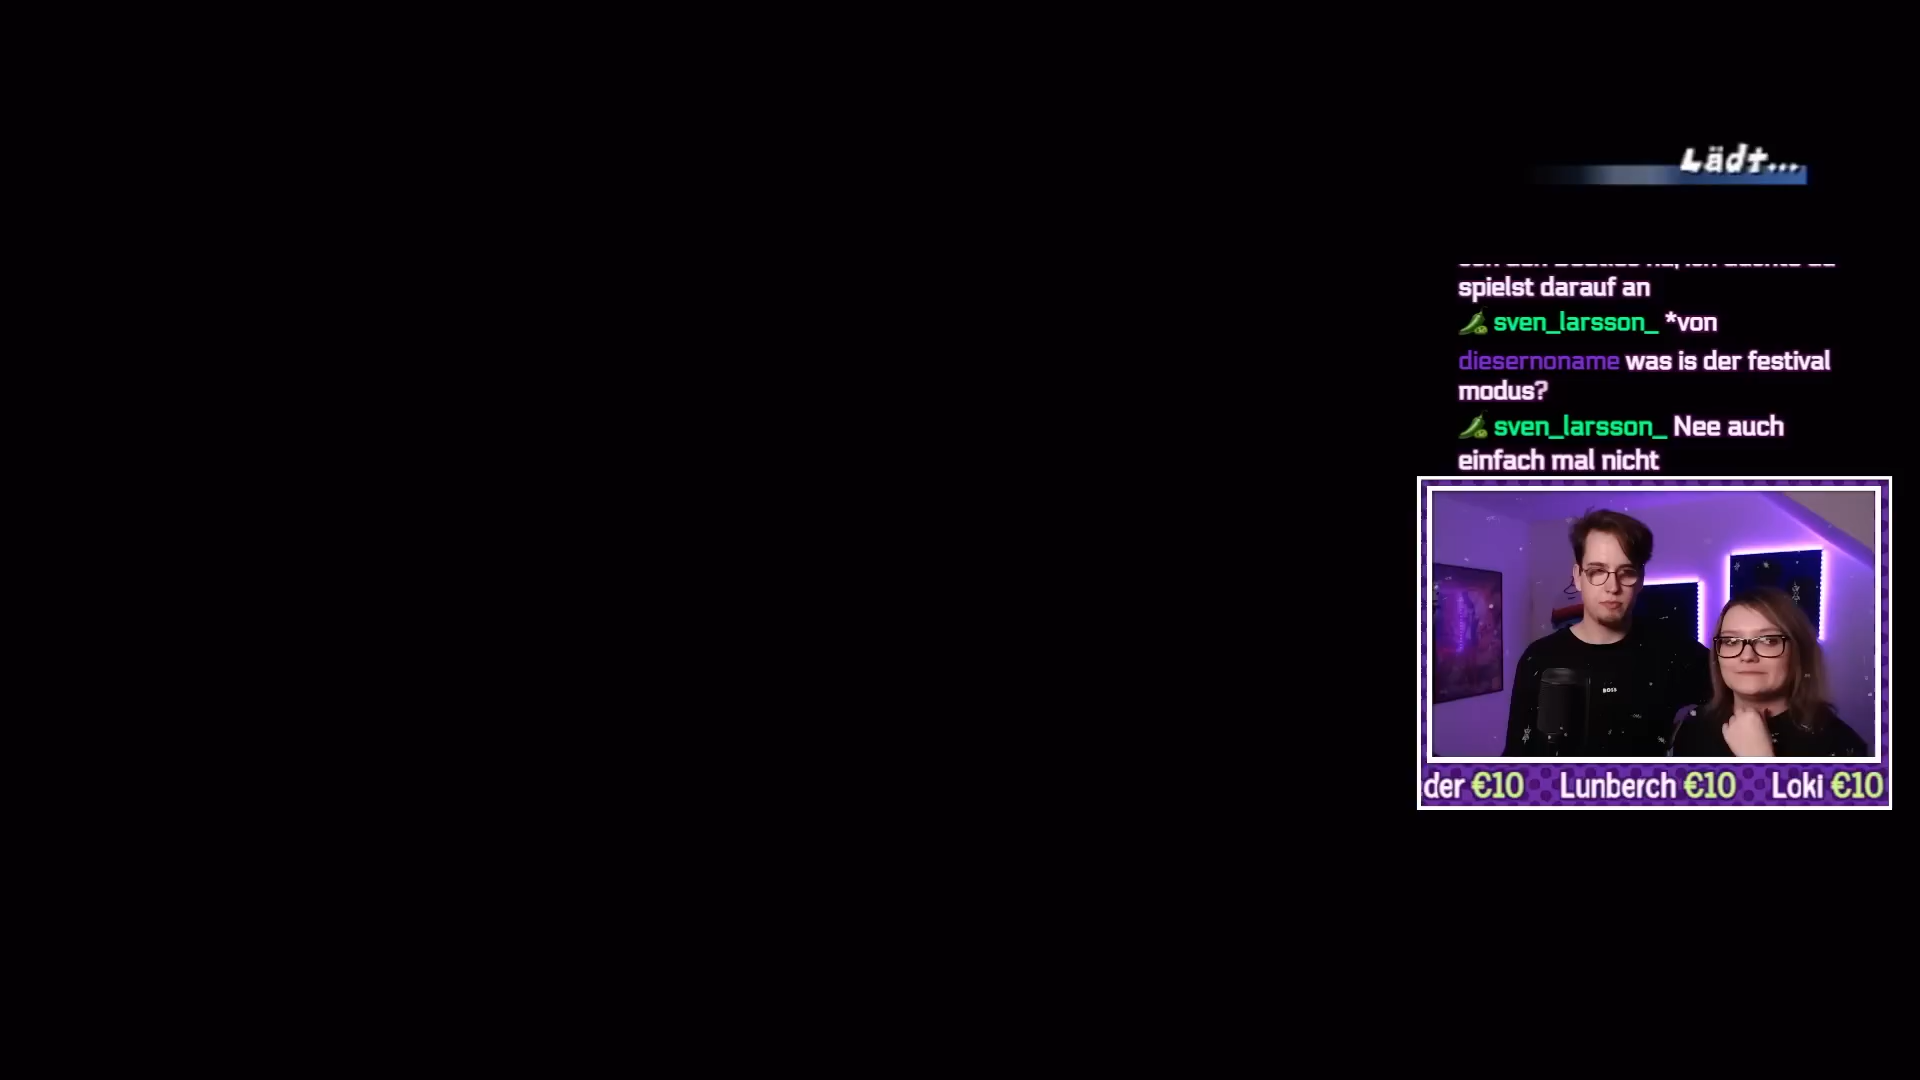 Lädt...
spielst darauf an
sven_larsson_ *von
diesernoname was is der festival
modus?
sven_larsson_ Nee auch
einfach mal nicht
BOSS
der €10 Lunberch €10 Loki €10